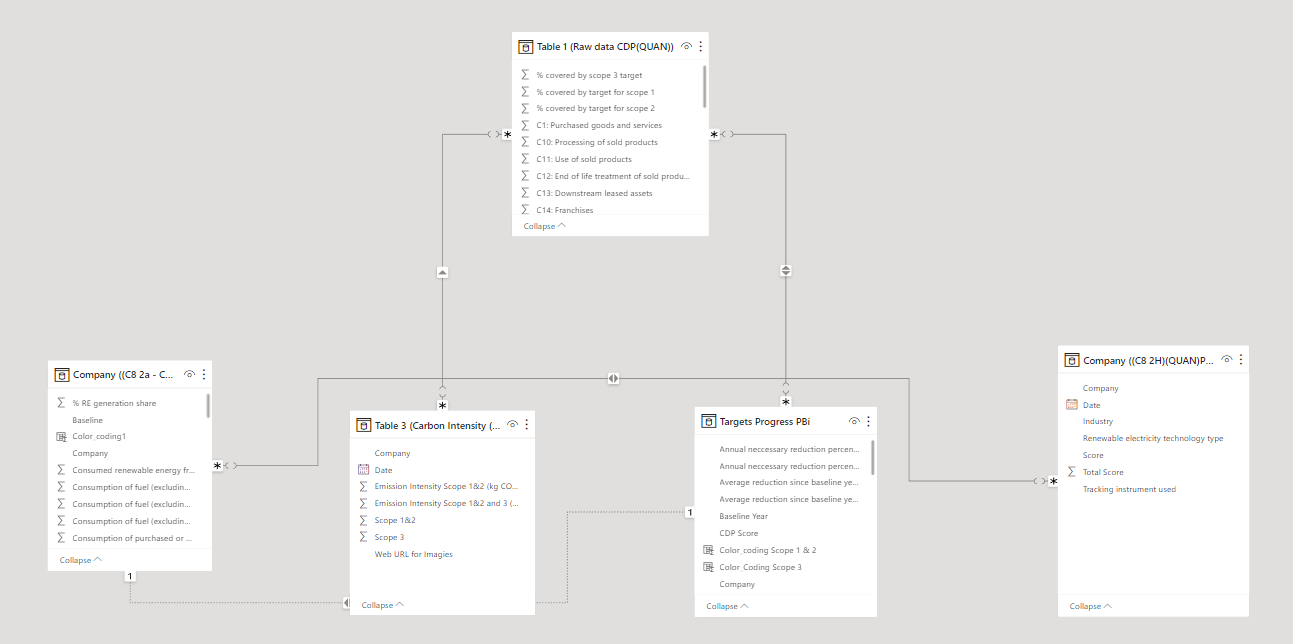 Table 1 (Raw data CDP(QUAN))
% covered by scope 3 target
% covered by target for scope 1
% covered by target for scope 2
C1: Purchased goods and services
C10: Processing of sold products
C11: Use of sold products
C12: End of life treatment of sold produ...
C13: Downstream leased assets
C14: Franchises
Collapse
Company ((C8 2a - C...
% RE generation share
Baseline
Color_coding1
Company
Consumed renewable energy fr...
Consumption of fuel (excludin...
Consumption of fuel (excludin...
Consumption of fuel (excludin...
Consumption of purchased or ...
Collapse
1
Table 3 (Carbon Intensity (...
Company
Date
Emission Intensity Scope 1&2 (kg CO...
Emission Intensity Scope 1&2 and 3 (...
Scope 1&2
Scope 3
Web URL for Imagies
Collapse
1
Targets Progress PBi
Annual neccessary reduction percen...
Annual neccessary reduction percen...
Average reduction since baseline ye...
Average reduction since baseline ye...
Baseline Year
CDP Score
Color_coding Scope 1 & 2
Color_Coding Scope 3
Company
Collapse
Company ((C8 2H)(QUAN)P...
Company
Date
Industry
Renewable electricity technology type
Score
Total Score
Tracking instrument used
Collapse